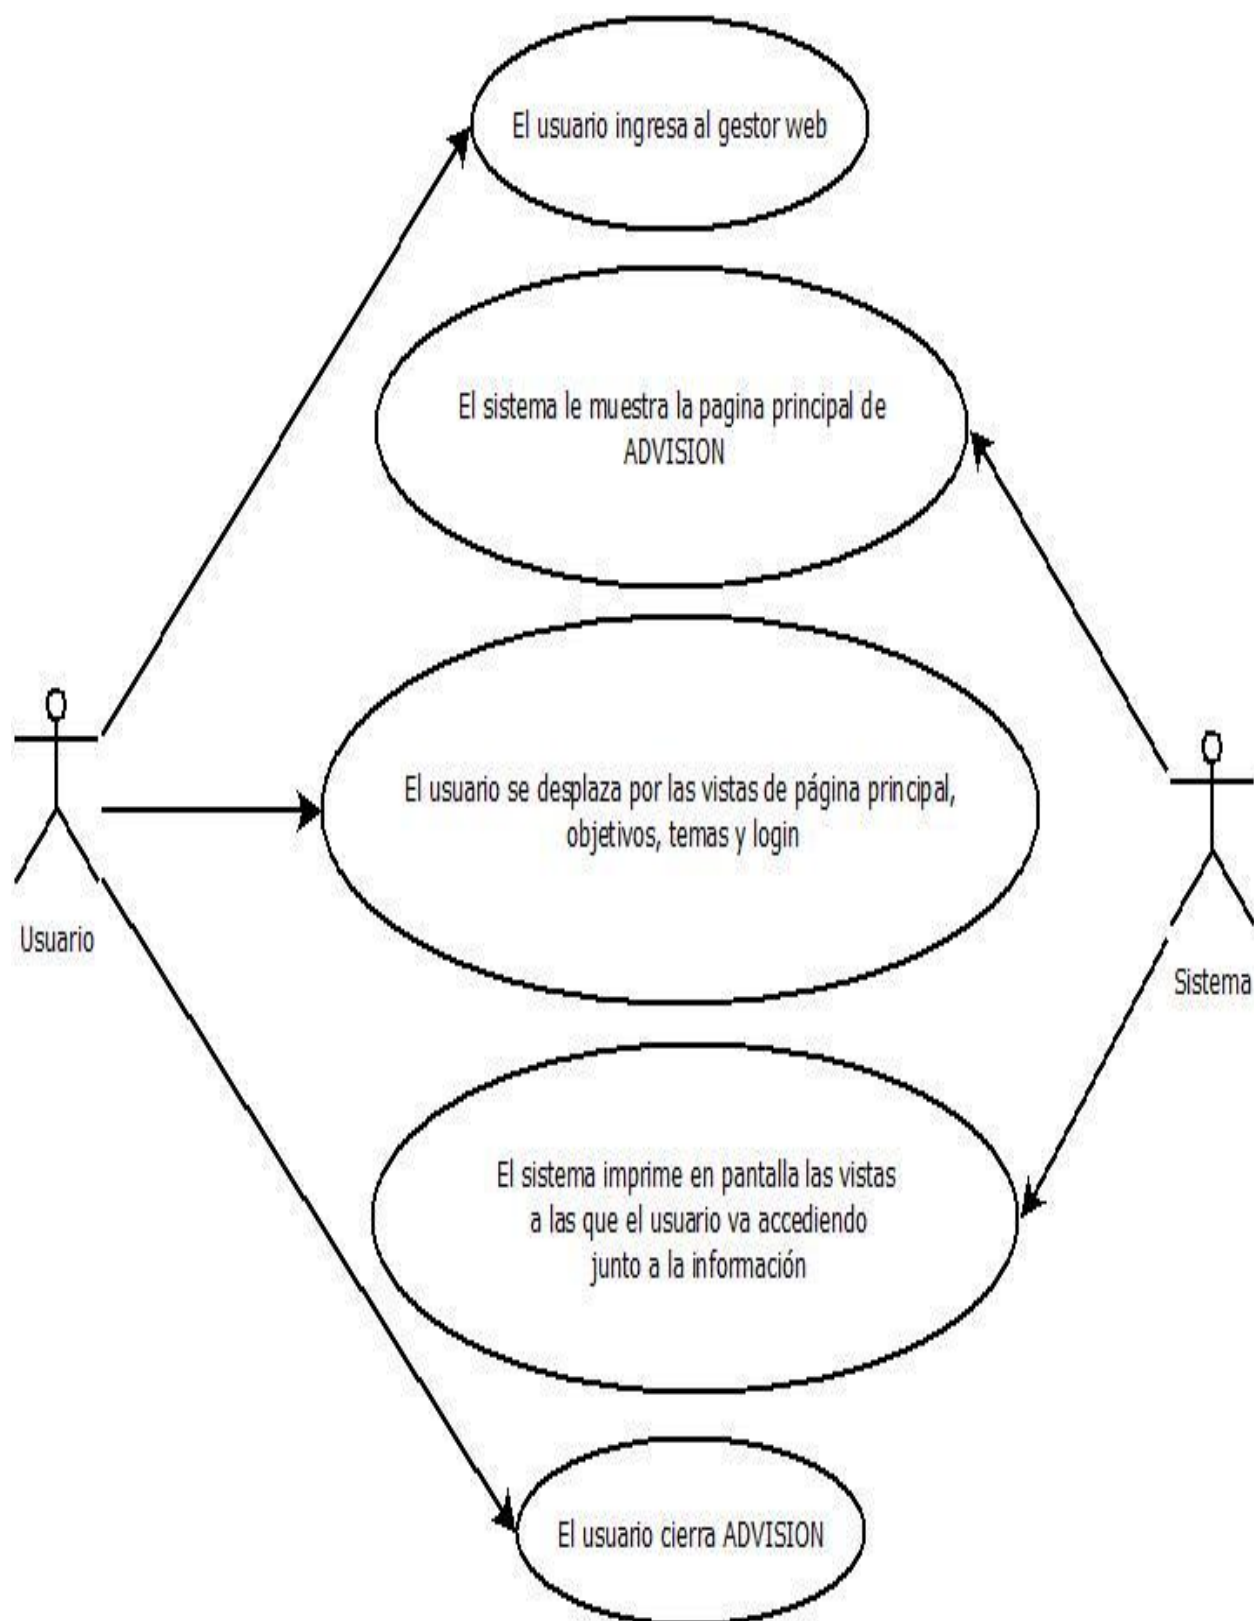 El usuario ingresa al gestor web
El sistema le muestra la pagina principal de
ADVISION
El usuario se desplaza por las vistas de página principal,
objetivos, temas y login
Usuario
Sistema
El sistema imprime en pantalla las vistas
a las que el usuario va accediendo
junto a la información
El usuario cierra ADVISION